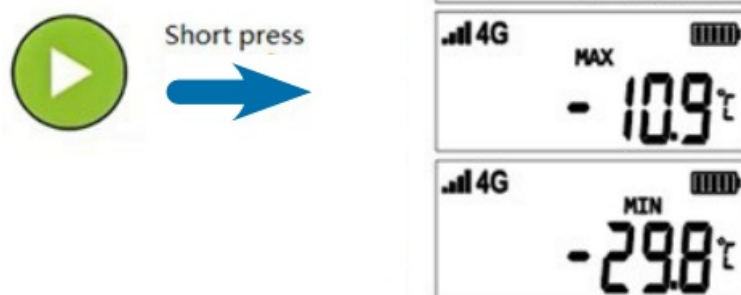 Short press
4G
MAX
- 10.9 ℃
4G
MIN
-29.8 ℃